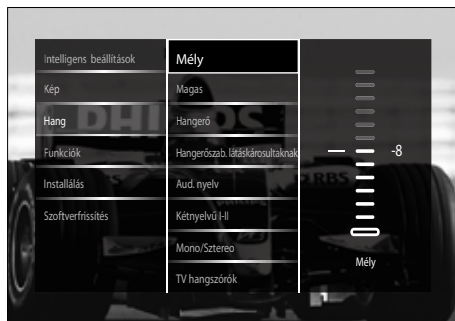 Intelligens beállítások
Kép
Hang
Funkciók
Installálás
Szoftverfrissítés
Mély
Magas
Hangerő
Hangerőszab. látáskárosultaknak
Aud. nyelv
Kétnyelvű I-II
Mono/Sztereo
TV hangszórók
-8
Mély
RBS